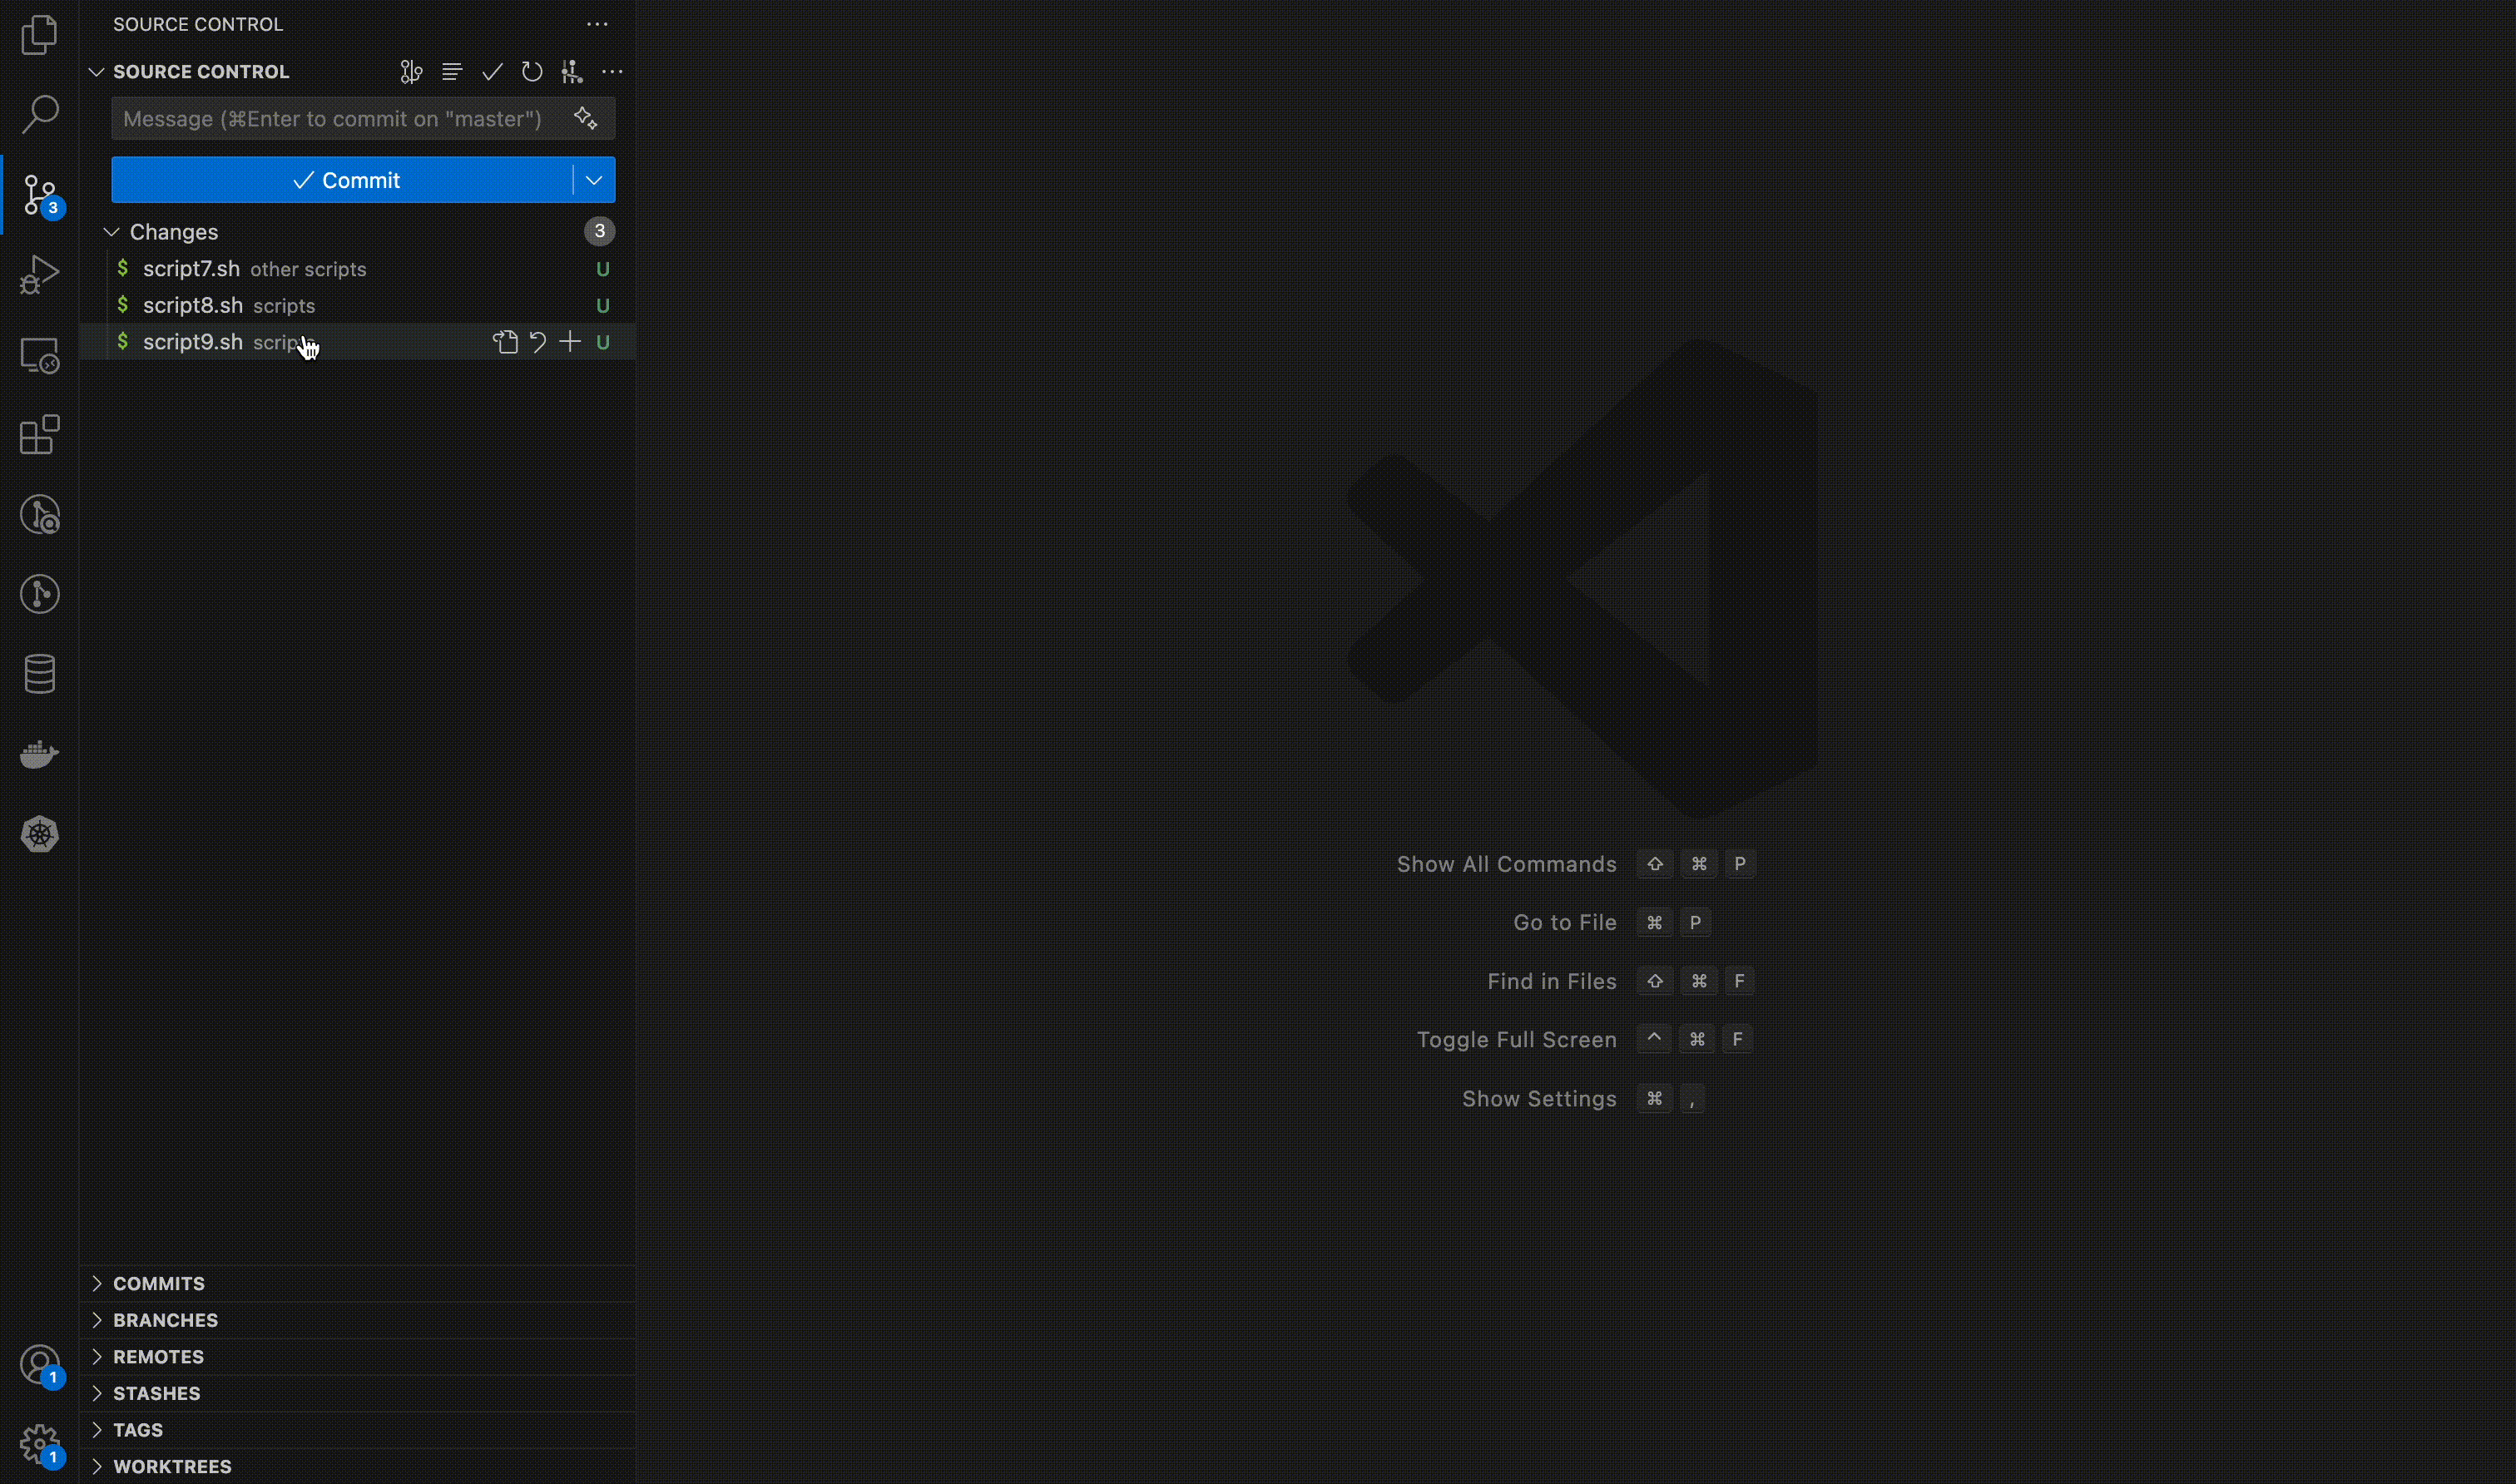 SOURCE CONTROL
SOURCE CONTROL
Message (⌘Enter to commit on "master")
Commit
3
Changes 3
$ script7.sh other scripts U
$ script8.sh scripts U
$ script9.sh scripts U
Show All Commands ⇧ ⌘ P
Go to File ⌘ P
Find in Files ⇧ ⌘ F
Toggle Full Screen ^ ⌘ F
Show Settings ⌘ ,
COMMITS
BRANCHES
REMOTES
1
STASHES
TAGS
1
WORKTREES